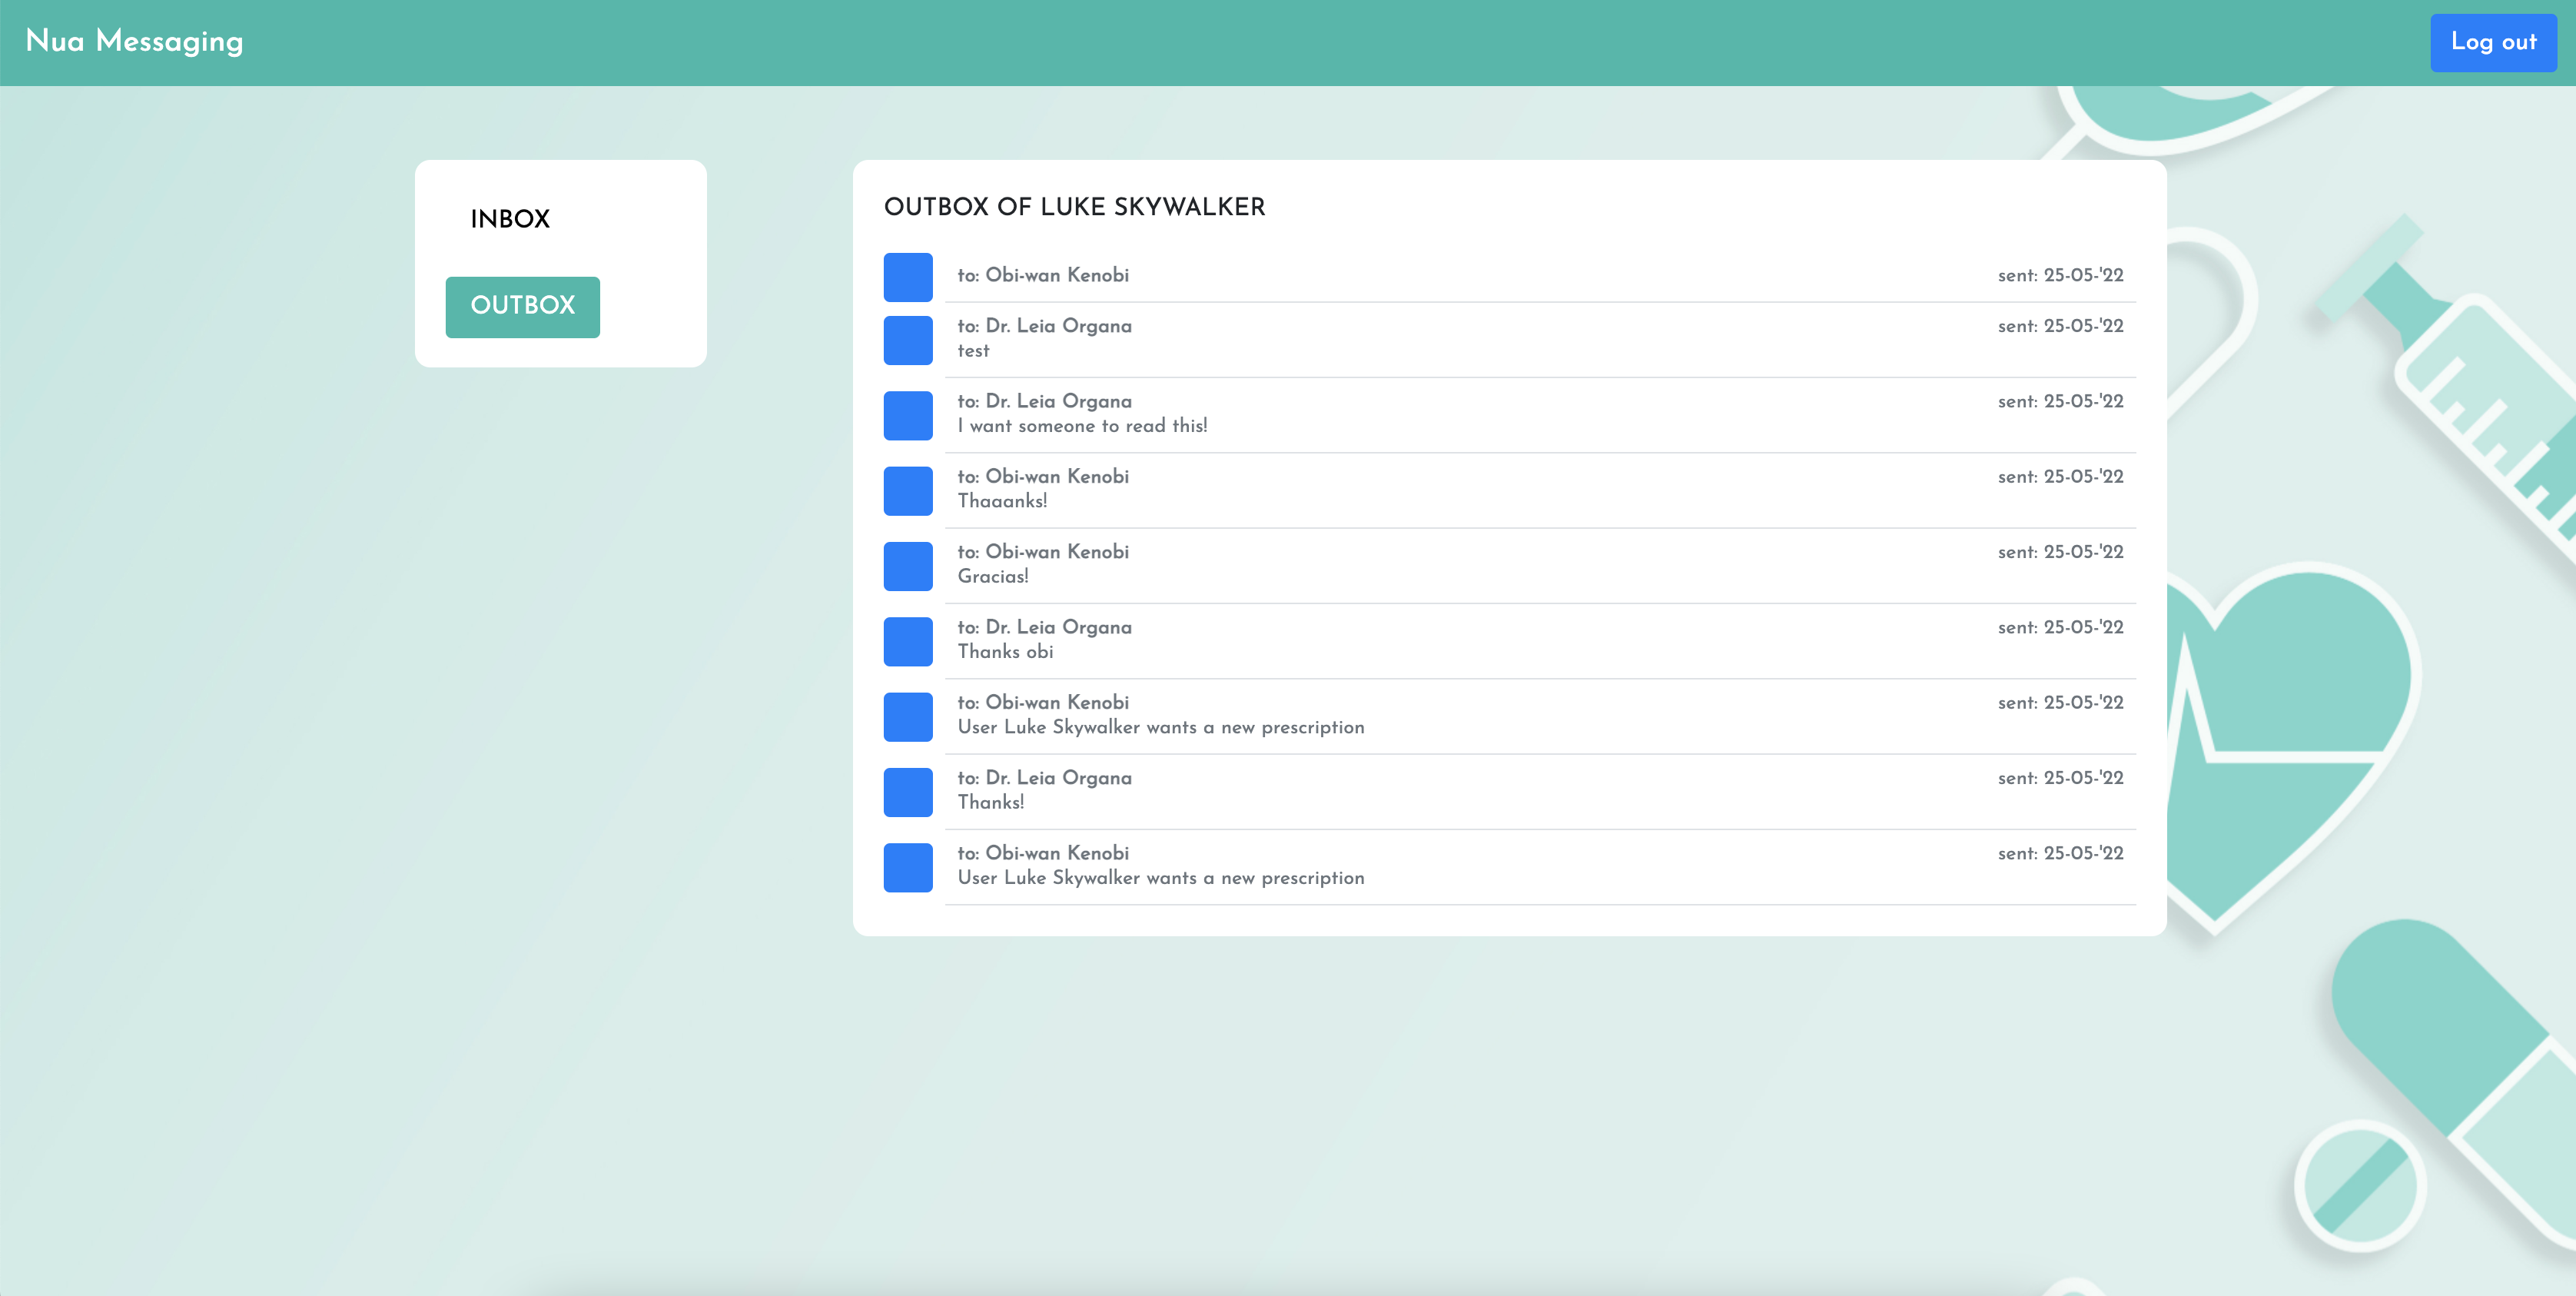 Nua Messaging
Log out
INBOX
OUTBOX
OUTBOX OF LUKE SKYWALKER
to: Obi-wan Kenobi sent: 25-05-'22
to: Dr. Leia Organa sent: 25-05-'22
test
to: Dr. Leia Organa sent: 25-05-'22
I want someone to read this!
to: Obi-wan Kenobi sent: 25-05-'22
Thaaanks!
to: Obi-wan Kenobi sent: 25-05-'22
Gracias!
to: Dr. Leia Organa sent: 25-05-'22
Thanks obi
to: Obi-wan Kenobi sent: 25-05-'22
User Luke Skywalker wants a new prescription
to: Dr. Leia Organa sent: 25-05-'22
Thanks!
to: Obi-wan Kenobi sent: 25-05-'22
User Luke Skywalker wants a new prescription